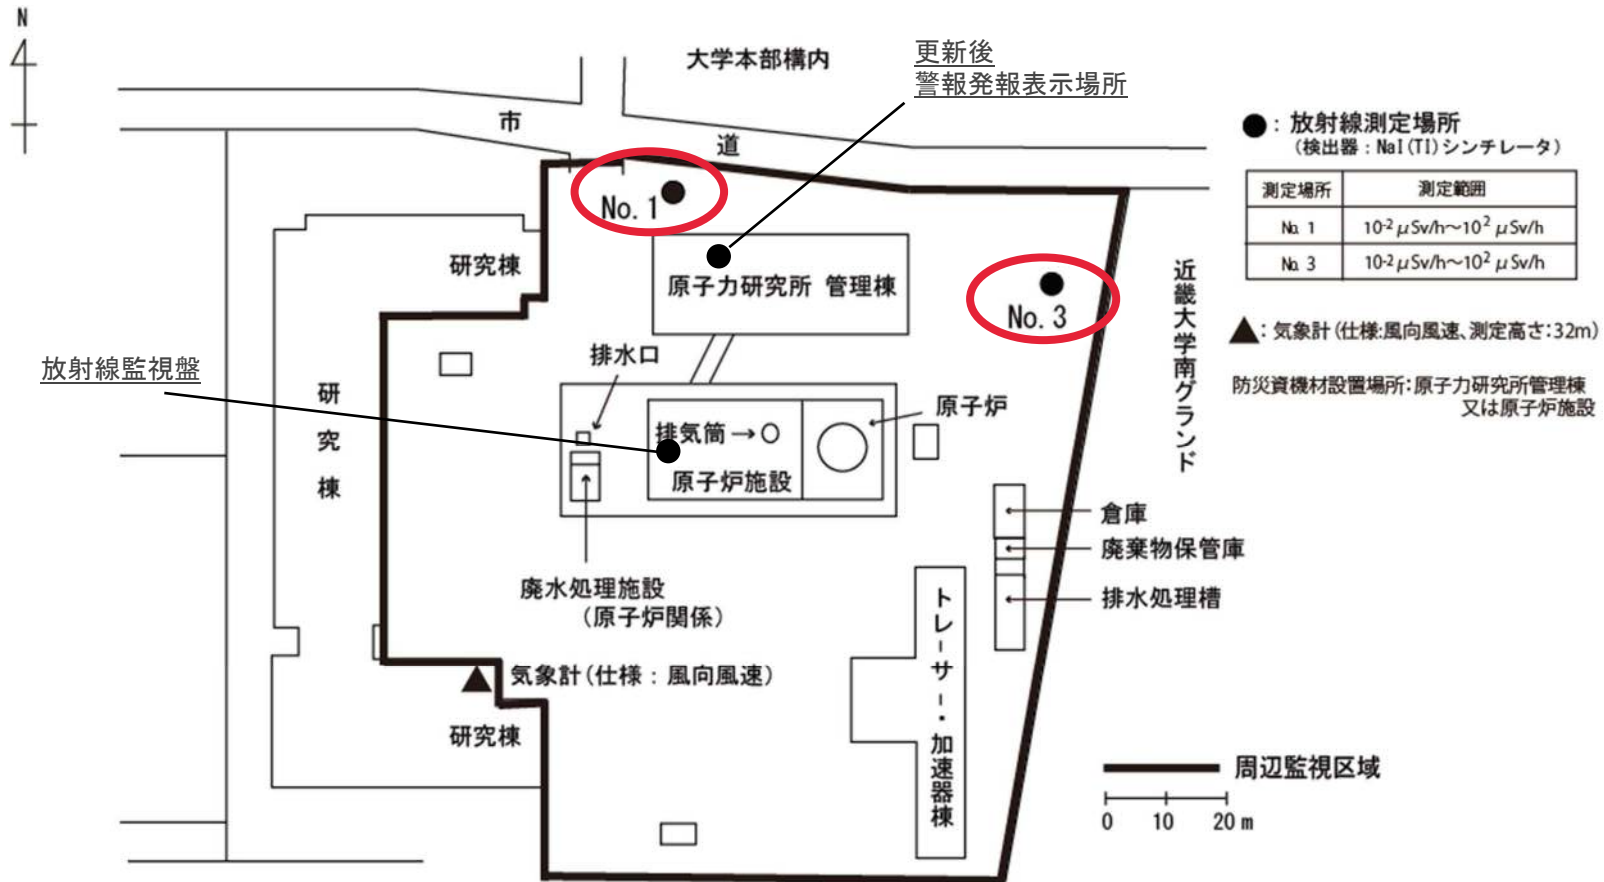 N
大学本部構内
更新後
警報発報表示場所
市
道
●：放射線測定場所
（検出器：NaI(Tl)シンチレータ）
測定場所 測定範囲
No. 1 10-2 μSv/h～10² μSv/h
No. 3 10-2 μSv/h～10² μSv/h
No. 1
研究棟
原子力研究所 管理棟
No. 3
近畿大学南グランド
▲：気象計（仕様:風向風速、測定高さ：32m）
防災資機材設置場所：原子力研究所管理棟
又は原子炉施設
放射線監視盤
排水口
研究棟
原子炉
排気筒→
原子炉施設
倉庫
廃棄物保管庫
排水処理槽
廃水処理施設
（原子炉関係）
トレーサー・加速器棟
気象計（仕様：風向風速）
研究棟
周辺監視区域
0 10 20 m